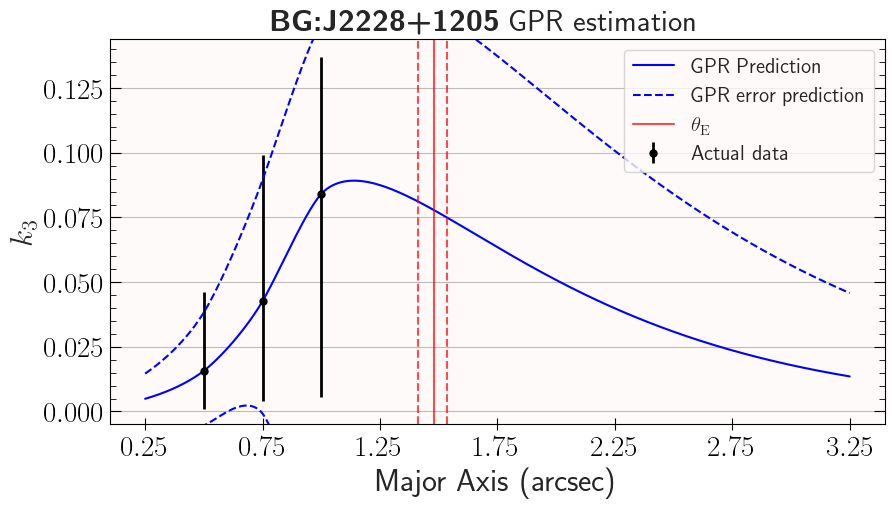 BG:J2228+1205 GPR estimation
GPR Prediction
GPR error prediction
θ_E
Actual data
k_3
0.125
0.100
0.075
0.050
0.025
0.000
0.25 0.75 1.25 1.75 2.25 2.75 3.25
Major Axis (arcsec)